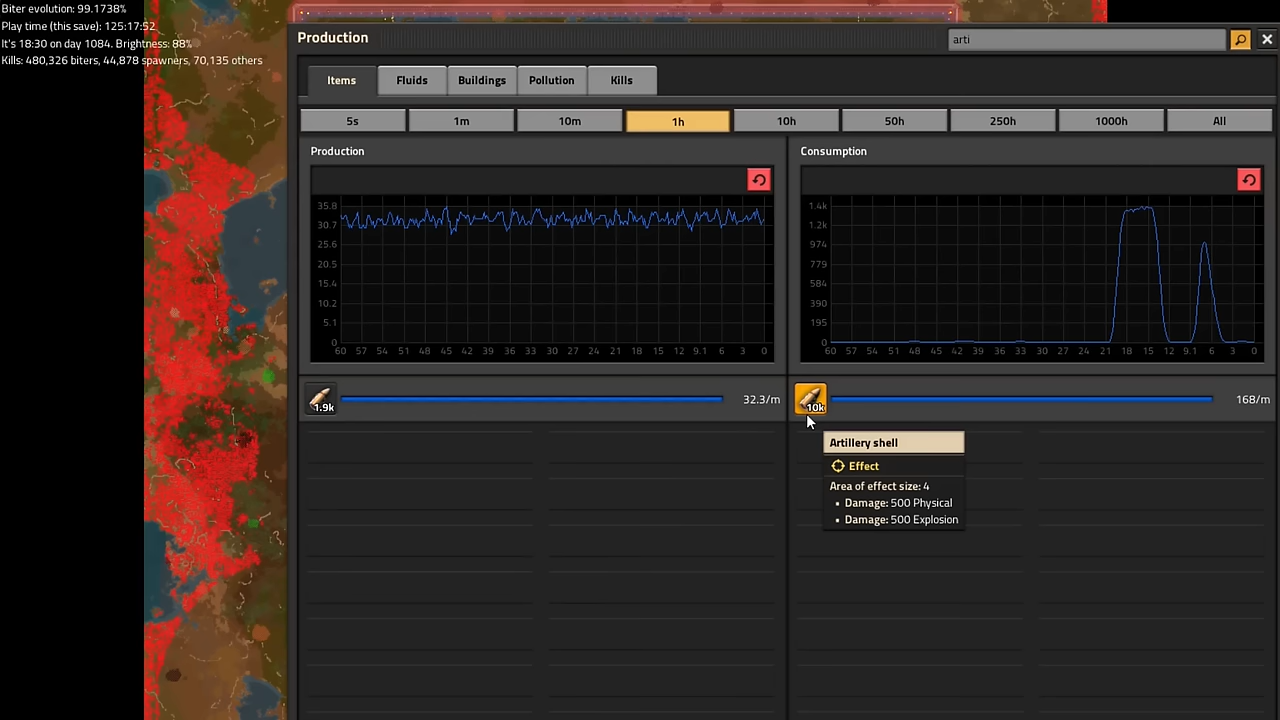 Biter evolution: 99.1738%
Play time (this save): 125:17:52
It's 18:30 on day 1084. Brightness: 88%
Kills: 480,326 biters, 44,878 spawners, 70,135 others
Production
arti
Items Fluids Buildings Pollution Kills
5s 1m 10m 1h 10h 50h 250h 1000h All
Production
35.8
30.7
25.6
20.5
15.4
10.2
5.1
0
60 57 54 51 48 45 42 39 36 33 30 27 24 21 18 15 12 9.1 6 3 0
Consumption
1.4k
1.2k
974
779
584
390
195
0
60 57 54 51 48 45 42 39 36 33 30 27 24 21 18 15 12 9.1 6 3 0
1.9k 32.3/m
10k 168/m
Artillery shell
Effect
Area of effect size: 4
▪ Damage: 500 Physical
▪ Damage: 500 Explosion